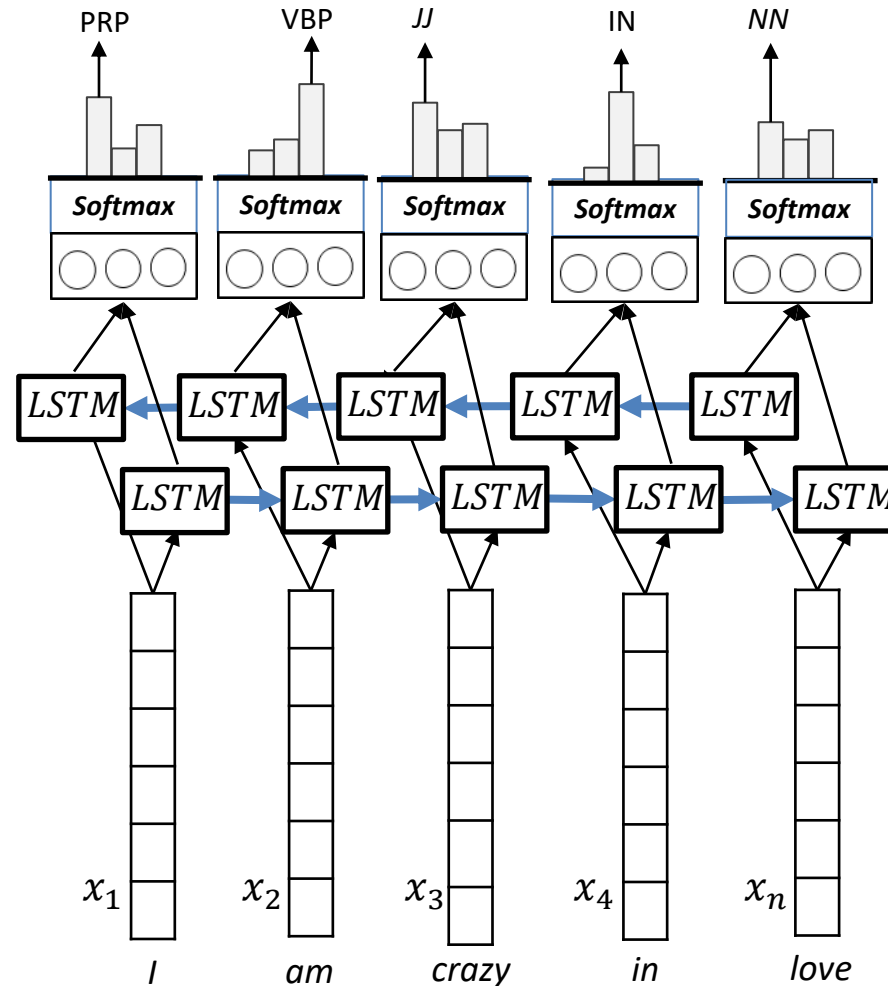 PRP VBP JJ IN NN
Softmax Softmax Softmax Softmax Softmax
LSTM LSTM LSTM LSTM LSTM
LSTM LSTM LSTM LSTM LSTM
x₁ x₂ x₃ x₄ xₙ
I am crazy in love